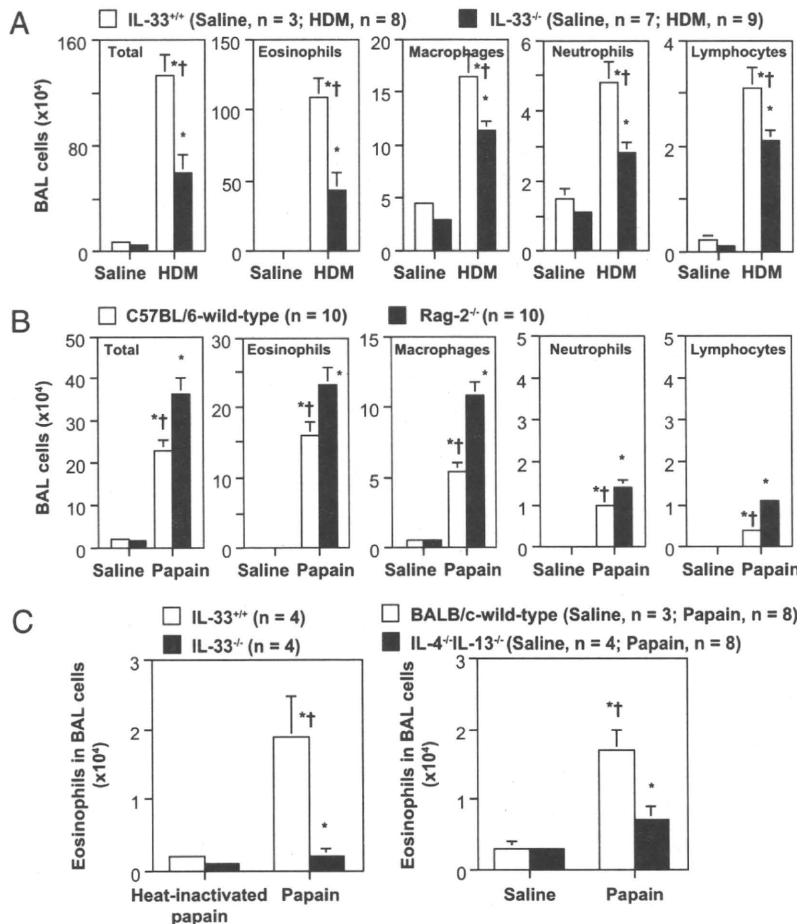 A
IL-33+/+ (Saline, n = 3; HDM, n = 8) IL-33-/- (Saline, n = 7; HDM, n = 9)
BAL cells (x10⁴)
Total Eosinophils Macrophages Neutrophils Lymphocytes
160 150 20 6 4
120
100 15 4
80 10 2
50 2
40 5
0 0 0 0 0
*† *† *† *† *†
* * * * *
Saline HDM Saline HDM Saline HDM Saline HDM Saline HDM
B
C57BL/6-wild-type (n = 10) Rag-2-/- (n = 10)
BAL cells (x10⁴)
Total Eosinophils Macrophages Neutrophils Lymphocytes
50 25 15 5 5
40 4 4
30 15 10 3 3
20 5 2 2
10 5 1 1
0 0 0 0 0
* * * * *
*† *† *† *† *†
Saline Papain Saline Papain Saline Papain Saline Papain Saline Papain
C
IL-33+/+ (n = 4)
IL-33-/- (n = 4)
Eosinophils in BAL cells
(x10⁴)
3
2
1
0
*†
*
Heat-inactivated
papain
Papain
BALB/c-wild-type (Saline, n = 3; Papain, n = 8)
IL-4-/-IL-13-/- (Saline, n = 4; Papain, n = 8)
Eosinophils in BAL cells
(x10⁴)
3
2
1
0
*†
*
Saline Papain